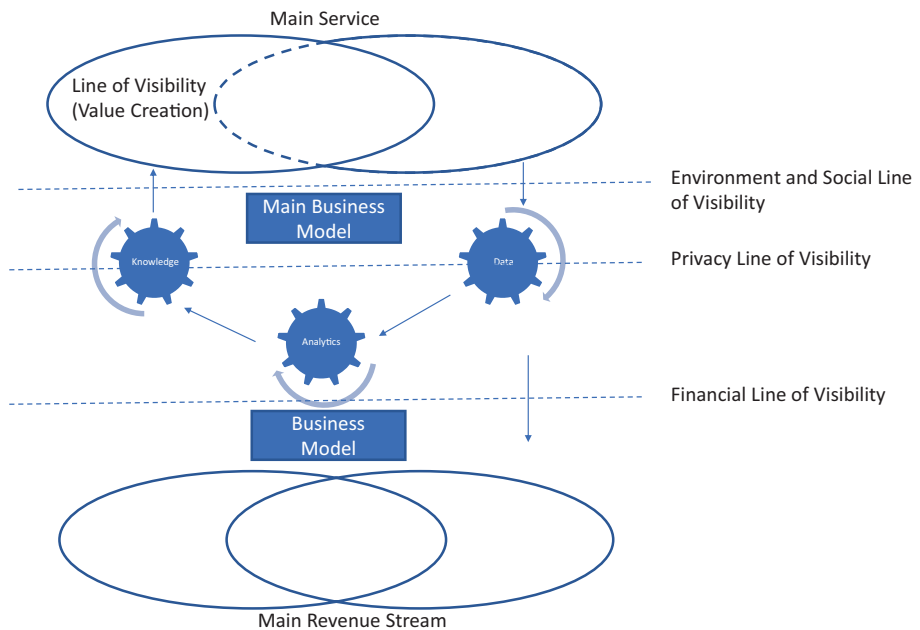 Main Service
Line of Visibility
(Value Creation)
Environment and Social Line
of Visibility
Main Business
Model
Knowledge
Data
Privacy Line of Visibility
Analytics
Financial Line of Visibility
Business
Model
Main Revenue Stream